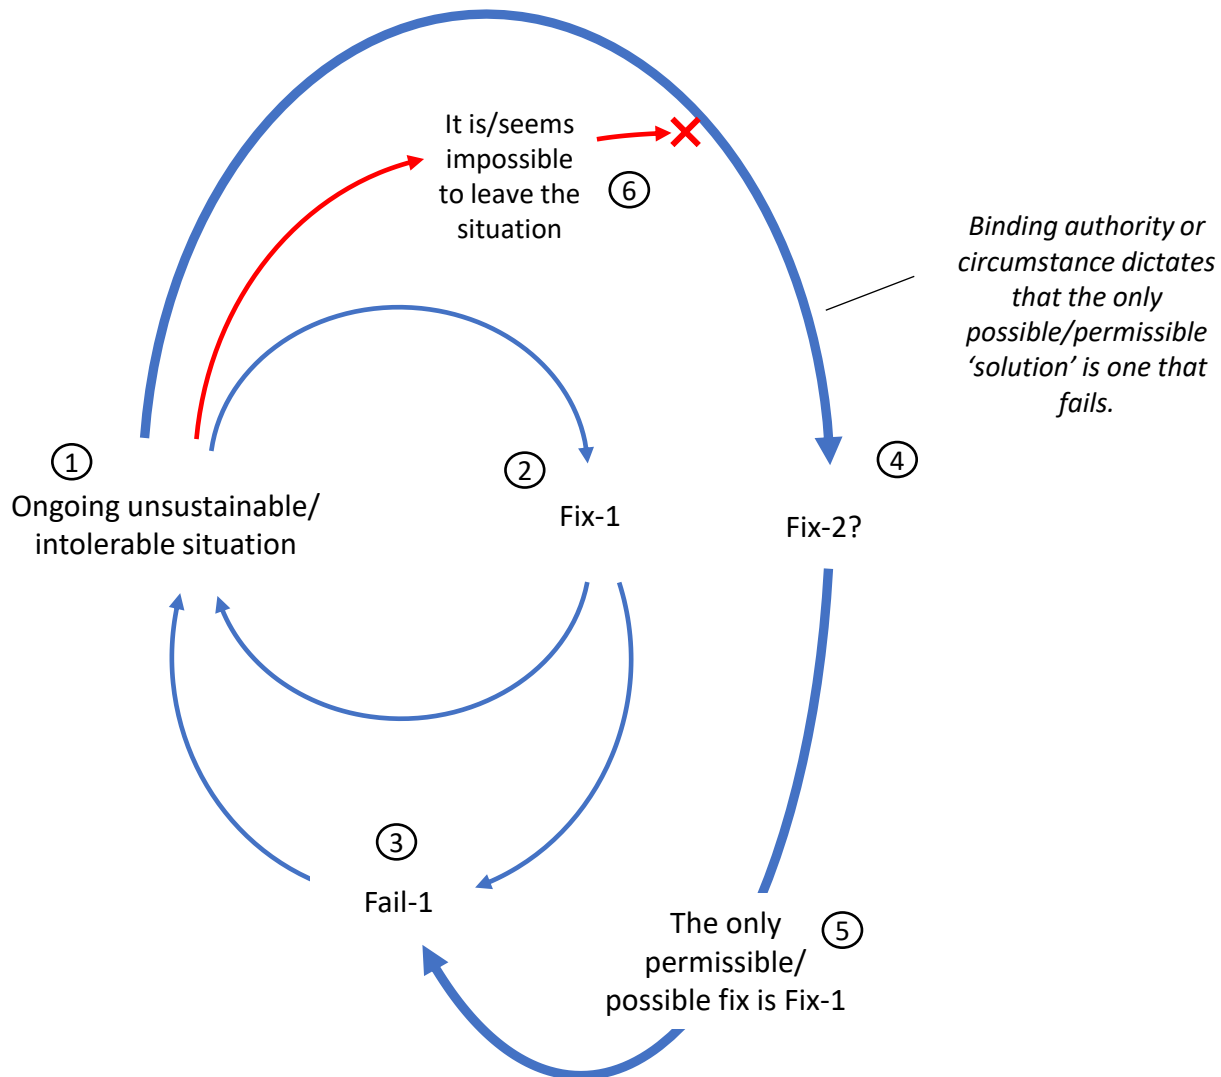 It is/seems
impossible
to leave the
situation
6
Binding authority or
circumstance dictates
that the only
possible/permissible
‘solution’ is one that
fails.
1
Ongoing unsustainable/
intolerable situation
2
Fix-1
4
Fix-2?
3
Fail-1
The only
permissible/
possible fix is Fix-1
5